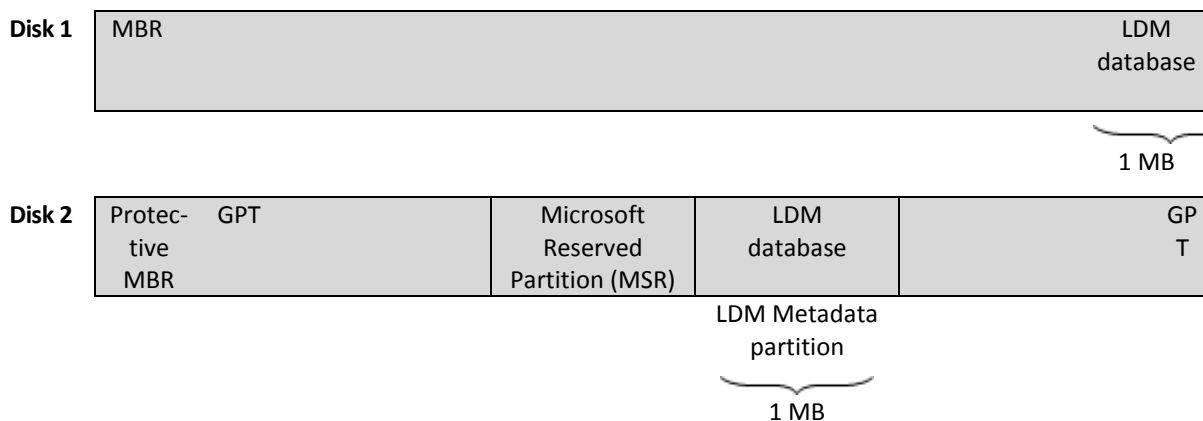 Disk 1 MBR LDM
database
1 MB
Disk 2 Protec- GPT Microsoft LDM GP
tive Reserved database T
MBR Partition (MSR)
LDM Metadata
partition
1 MB